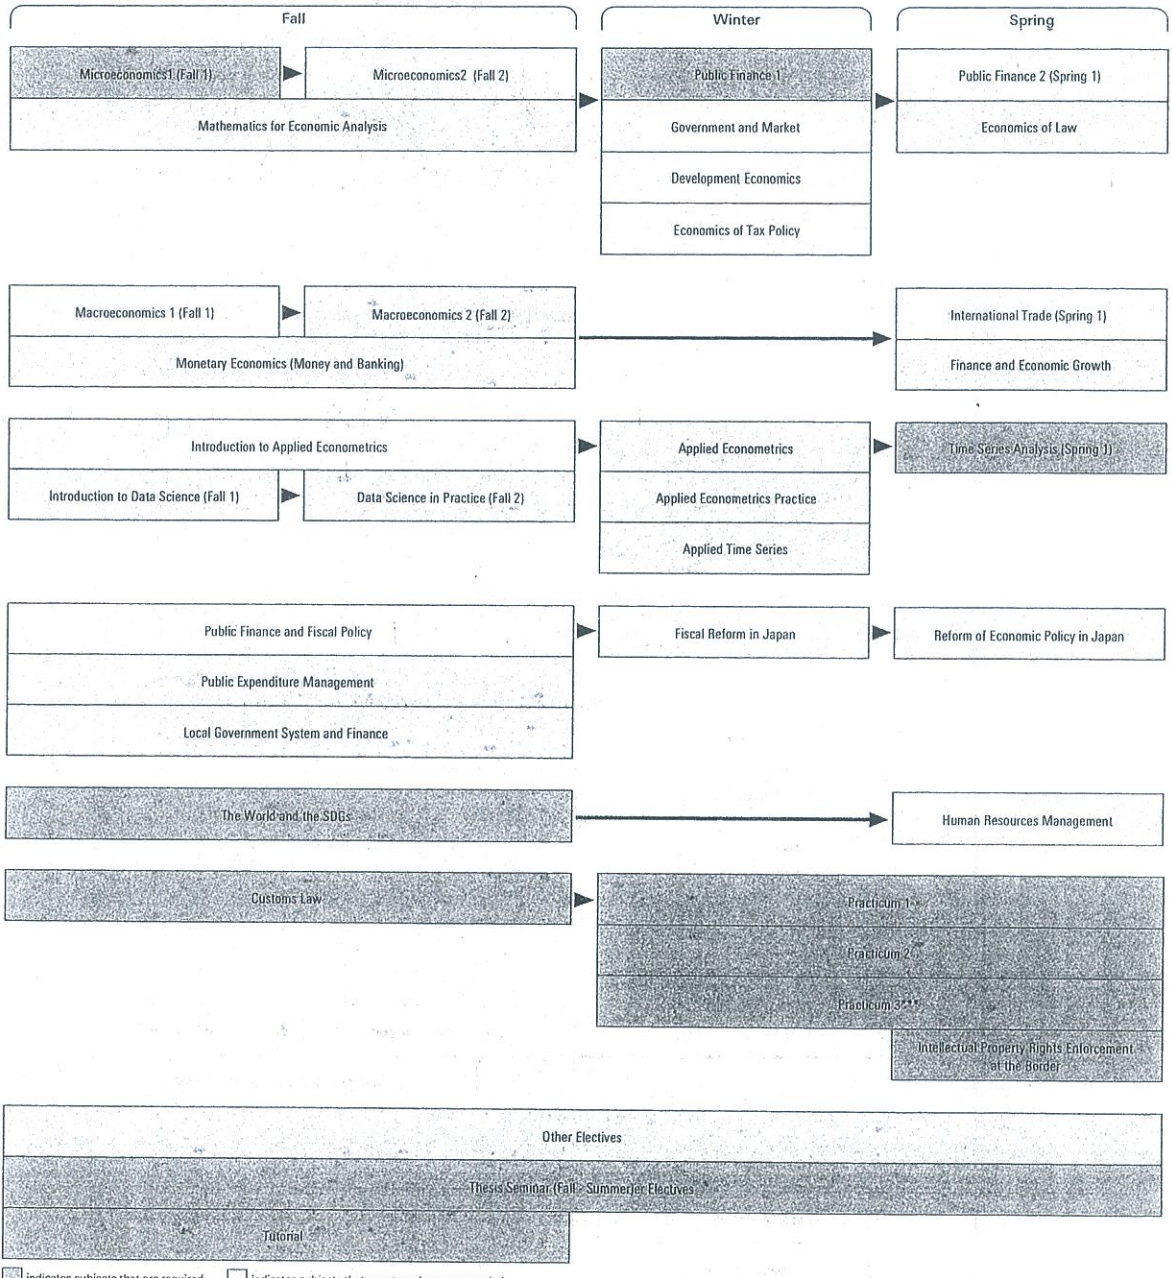 Fall
Winter
Spring
Microeconomics1 (Fall 1)
Microeconomics2 (Fall 2)
Mathematics for Economic Analysis
Public Finance 1
Government and Market
Development Economics
Economics of Tax Policy
Public Finance 2 (Spring 1)
Economics of Law
Macroeconomics 1 (Fall 1)
Macroeconomics 2 (Fall 2)
Monetary Economics (Money and Banking)
International Trade (Spring 1)
Finance and Economic Growth
Introduction to Applied Econometrics
Introduction to Data Science (Fall 1)
Data Science in Practice (Fall 2)
Applied Econometrics
Applied Econometrics Practice
Applied Time Series
Time Series Analysis (Spring 1)
Public Finance and Fiscal Policy
Public Expenditure Management
Local Government System and Finance
Fiscal Reform in Japan
Reform of Economic Policy in Japan
The World and the SDGs
Human Resources Management
Customs Law
Practicum 1
Practicum 2
Practicum 3***
Intellectual Property Rights Enforcement
at the Border
Other Electives
Thesis Seminar (Fall - Summer)er Electives
Tutorial
indicates subjects that are required
indicates subjects that